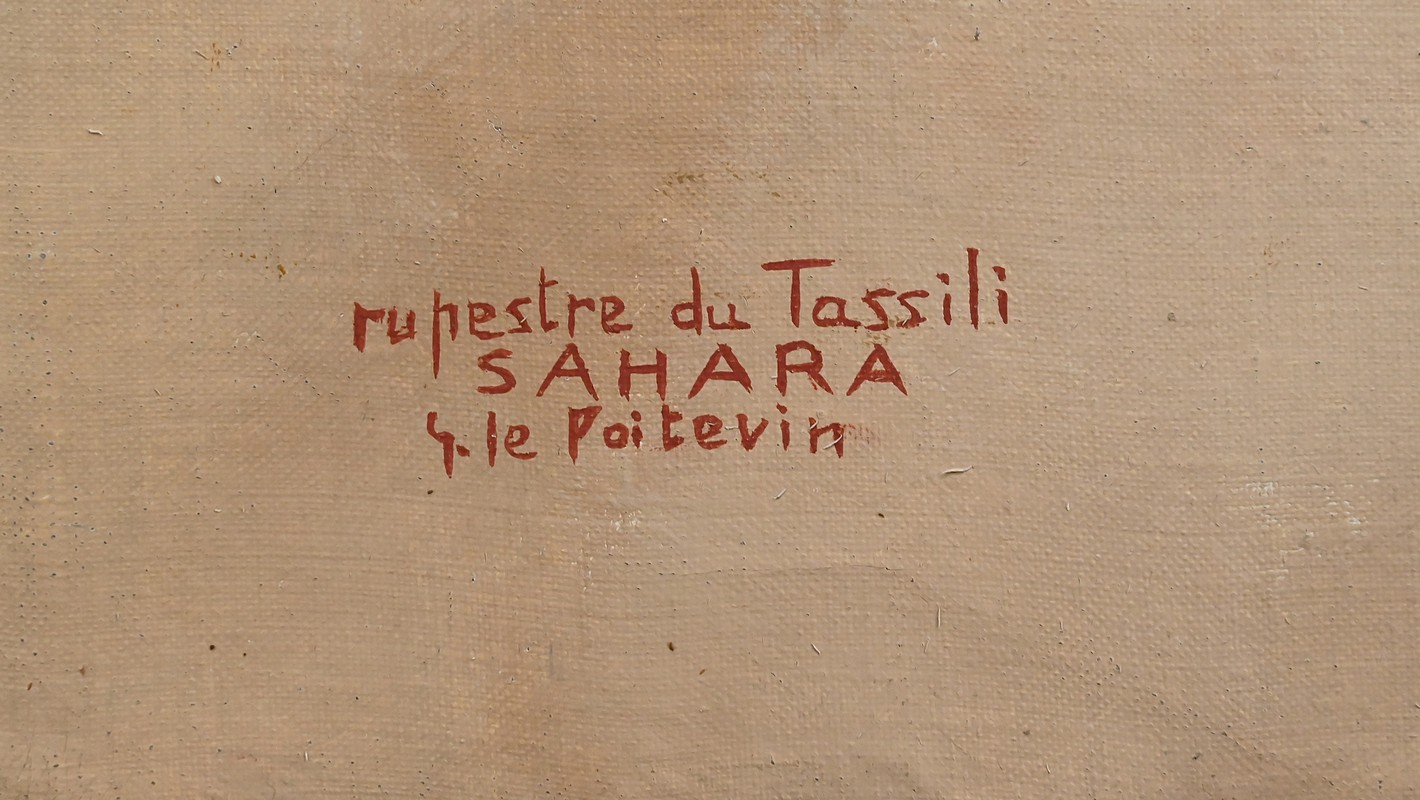 rupestre du Tassili
SAHARA
G. le Poitevin